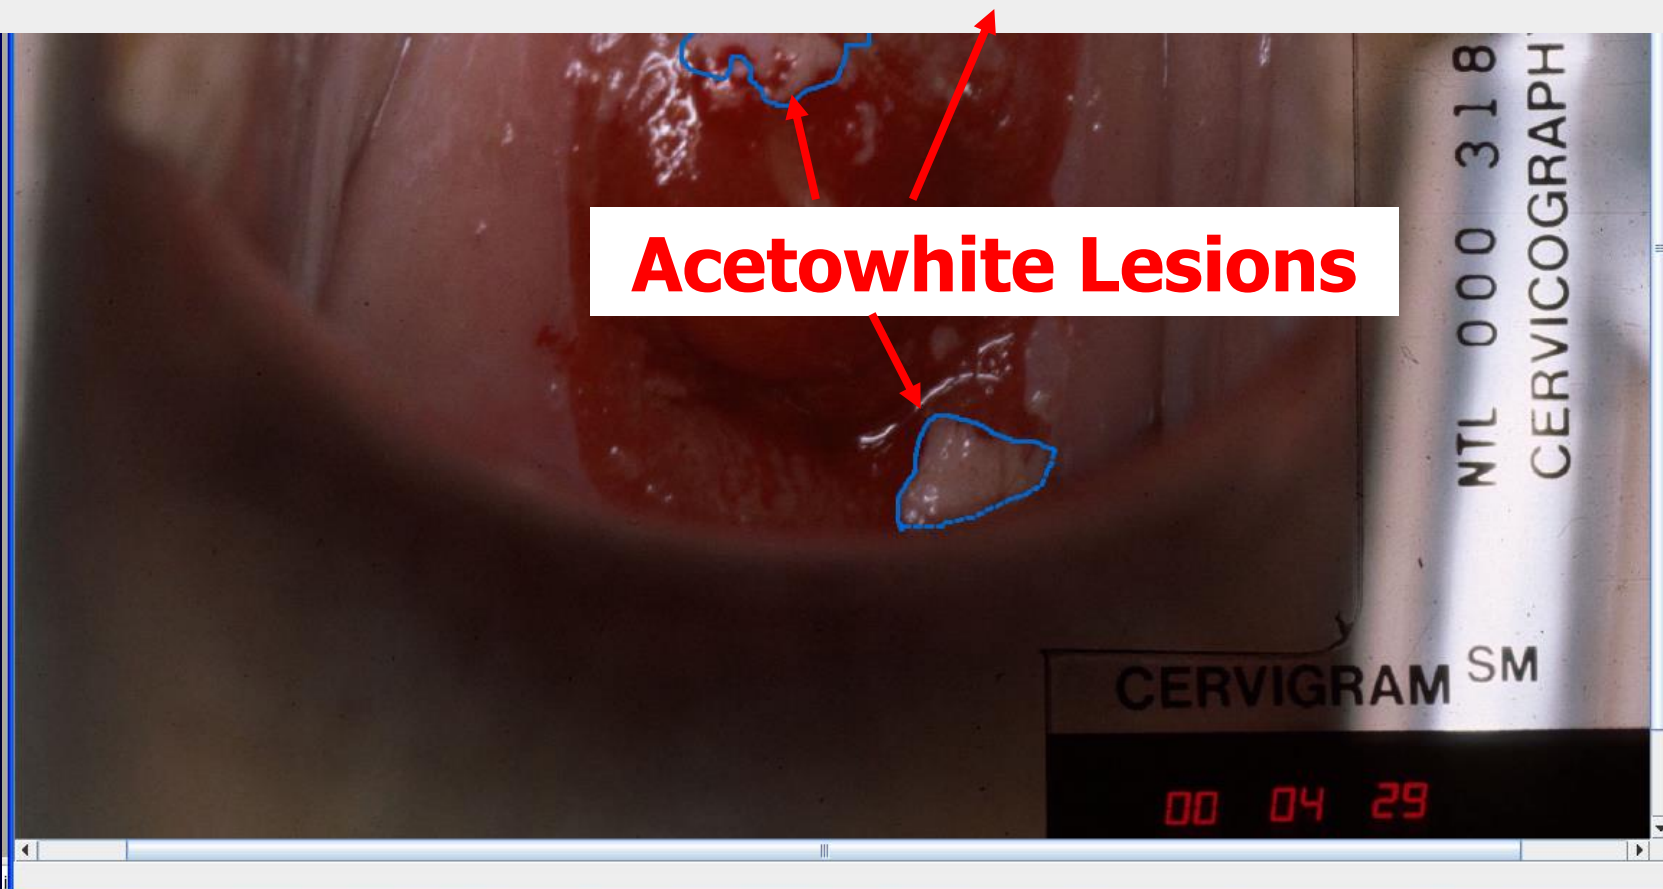 Acetowhite Lesions
NTL 000 318
CERVICOGRAPH
CERVIGRAM SM
00 04 29